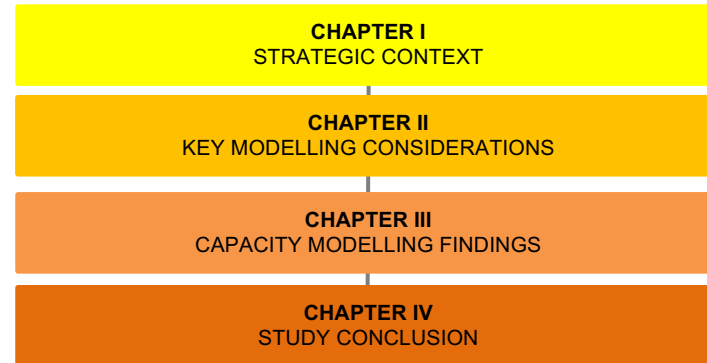 CHAPTER I
STRATEGIC CONTEXT
CHAPTER II
KEY MODELLING CONSIDERATIONS
CHAPTER III
CAPACITY MODELLING FINDINGS
CHAPTER IV
STUDY CONCLUSION